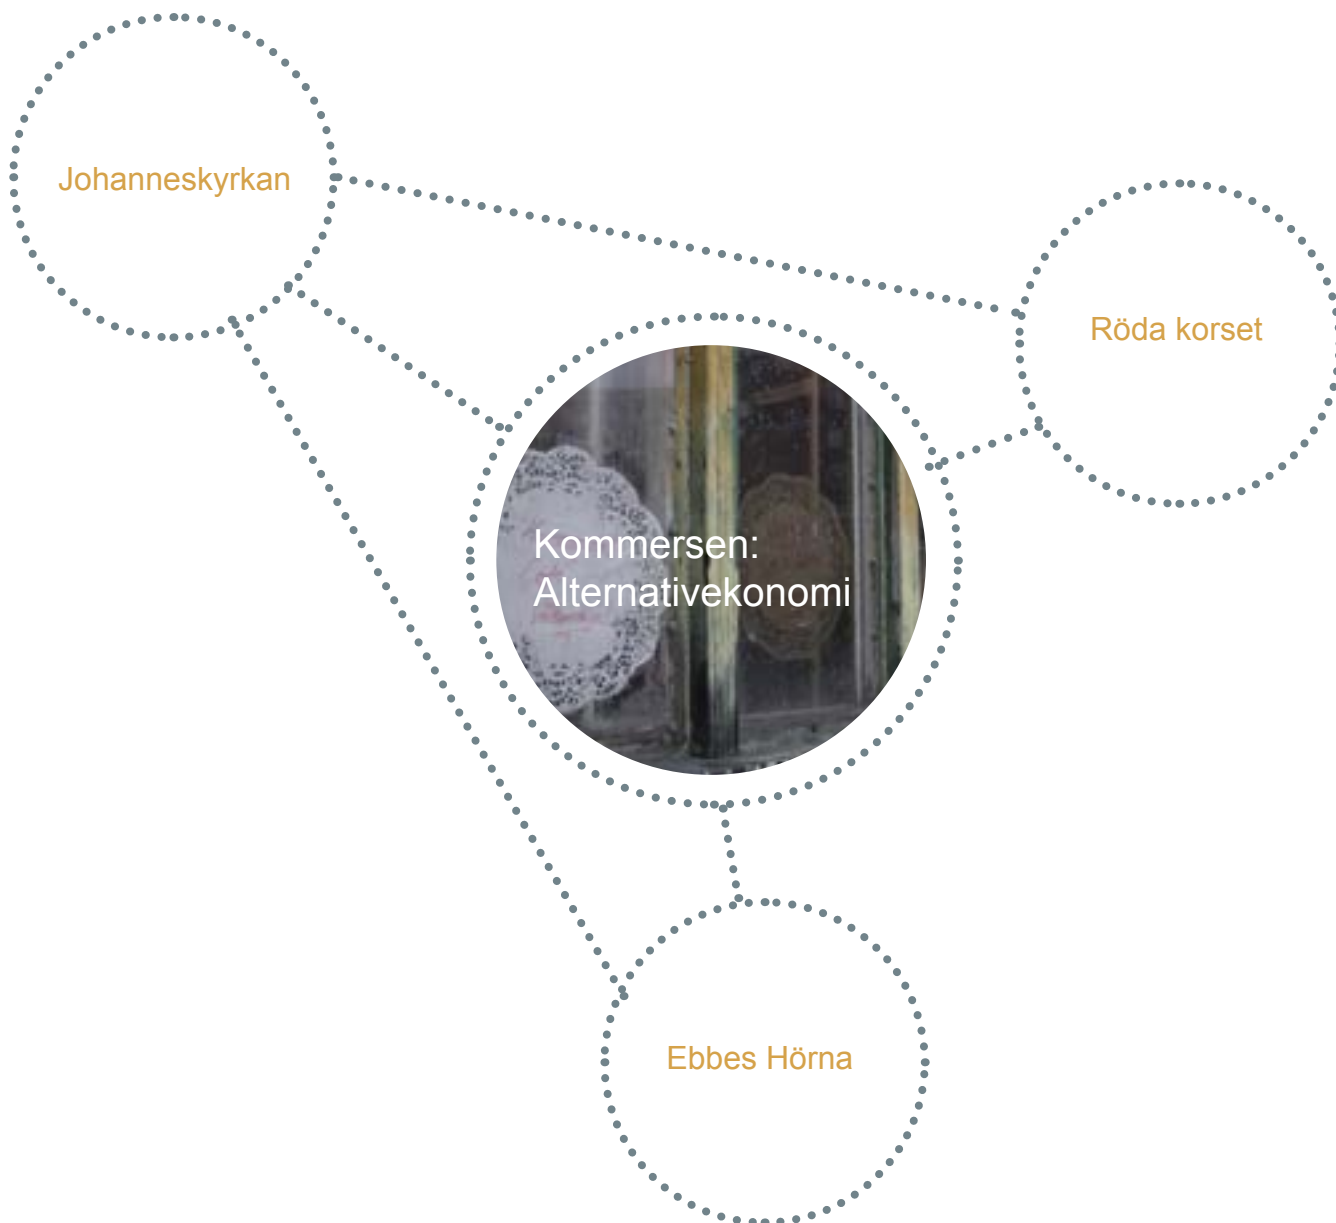 Johanneskyrkan
Röda korset
Kommersen:
Alternativekonomi
Ebbes Hörna